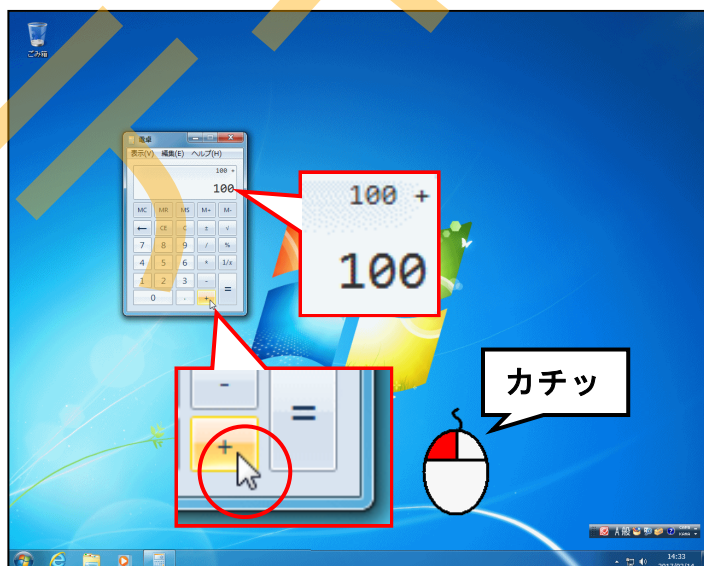 ごみ箱
電卓
表示(V) 編集(E) ヘルプ(H)
100 +
100
MC MR MS M+ M-
← CE C ± √
7 8 9 / %
4 5 6 * 1/x
1 2 3 - =
0 . +
100 +
100
-
+ =
カチッ
A 般
14:33